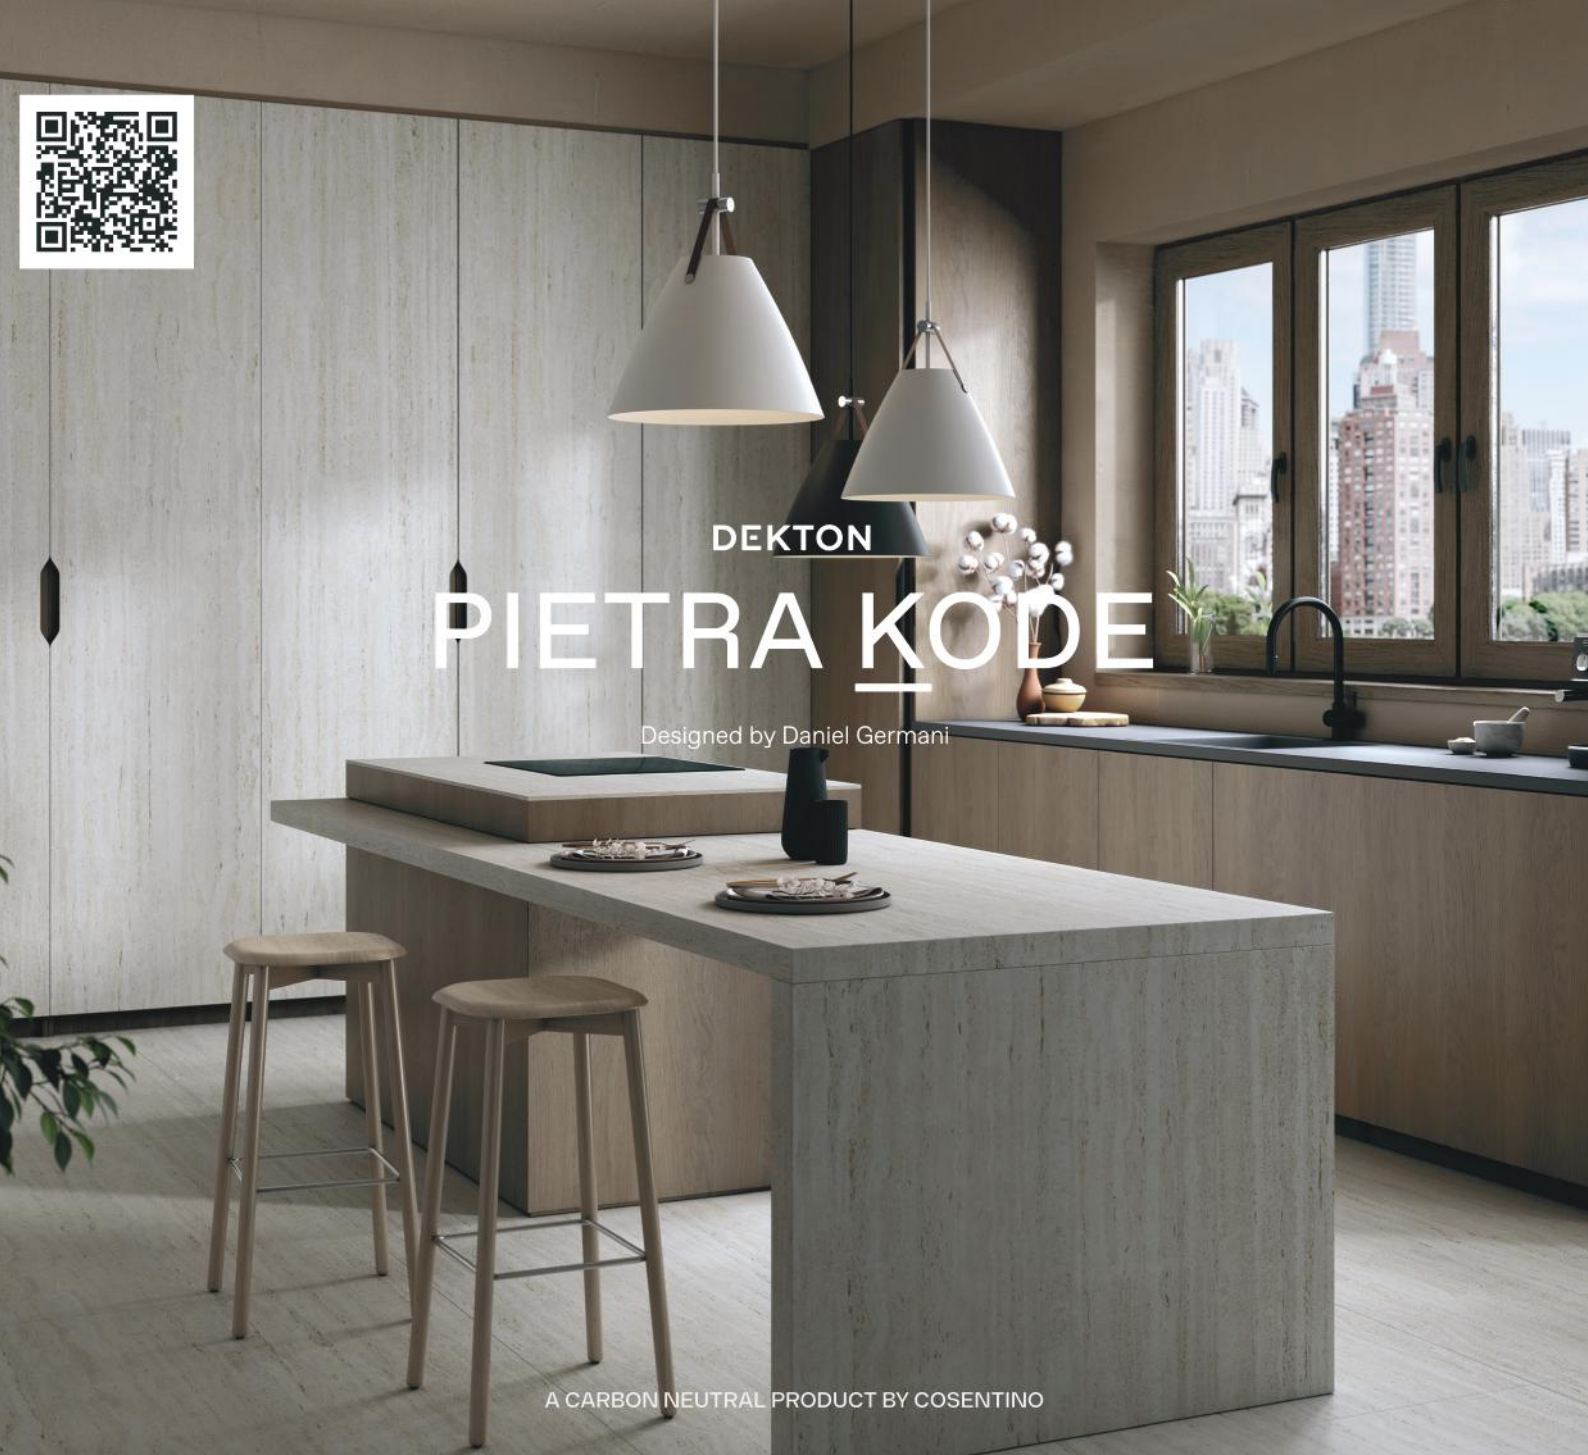 DEKTON
PIETRA KODE
Designed by Daniel Germani
A CARBON NEUTRAL PRODUCT BY COSENTINO